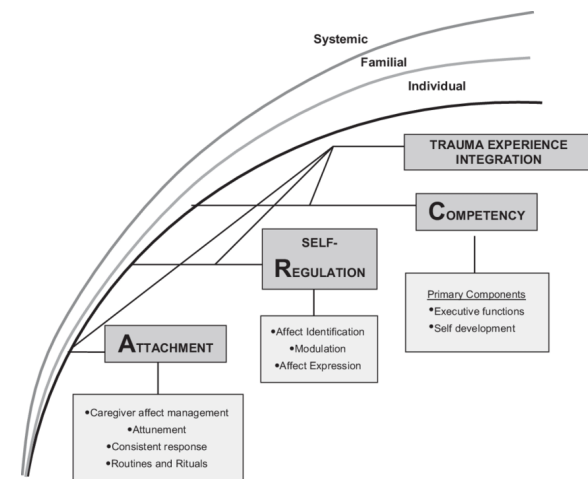 Systemic
Familial
Individual
TRAUMA EXPERIENCE
INTEGRATION
COMPETENCY
Primary Components
•Executive functions
•Self development
SELF-
REGULATION
•Affect Identification
•Modulation
•Affect Expression
ATTACHMENT
•Caregiver affect management
•Attunement
•Consistent response
•Routines and Rituals